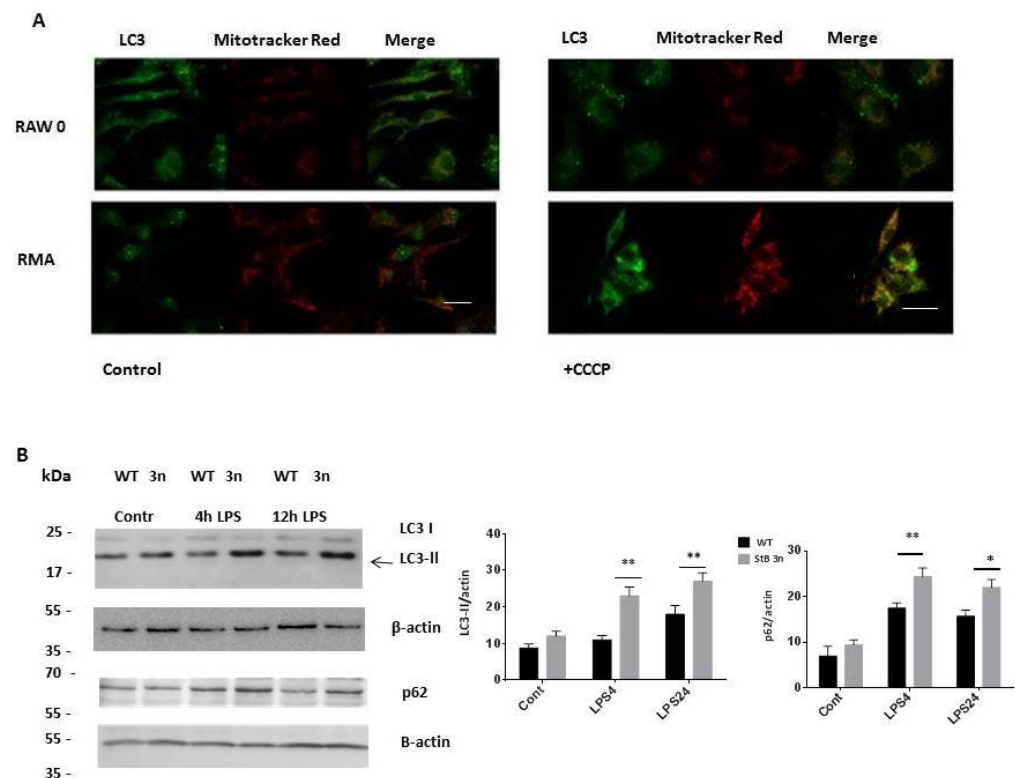 A
LC3 Mitotracker Red Merge LC3 Mitotracker Red Merge
RAW 0
RMA
Control +CCCP
B
kDa WT 3n WT 3n WT 3n
Contr 4h LPS 12h LPS
25 - LC3 I
LC3-II
17 -
55 -
β-actin
35 -
70 -
p62
55 -
55 - B-actin
35 -
LC3-II/actin
40
30
20
10
0
** **
Cont LPS4 LPS24
WT
StB 3n
p62/actin
30
20
10
0
** *
Cont LPS4 LPS24